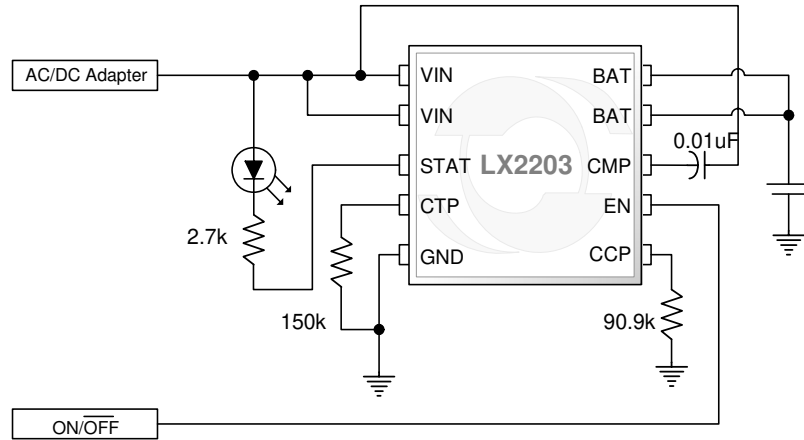 AC/DC Adapter
VIN
BAT
VIN
BAT
0.01uF
STAT
LX2203
CMP
CTP
EN
2.7k
GND
CCP
150k
90.9k
ON/O̅F̅F̅